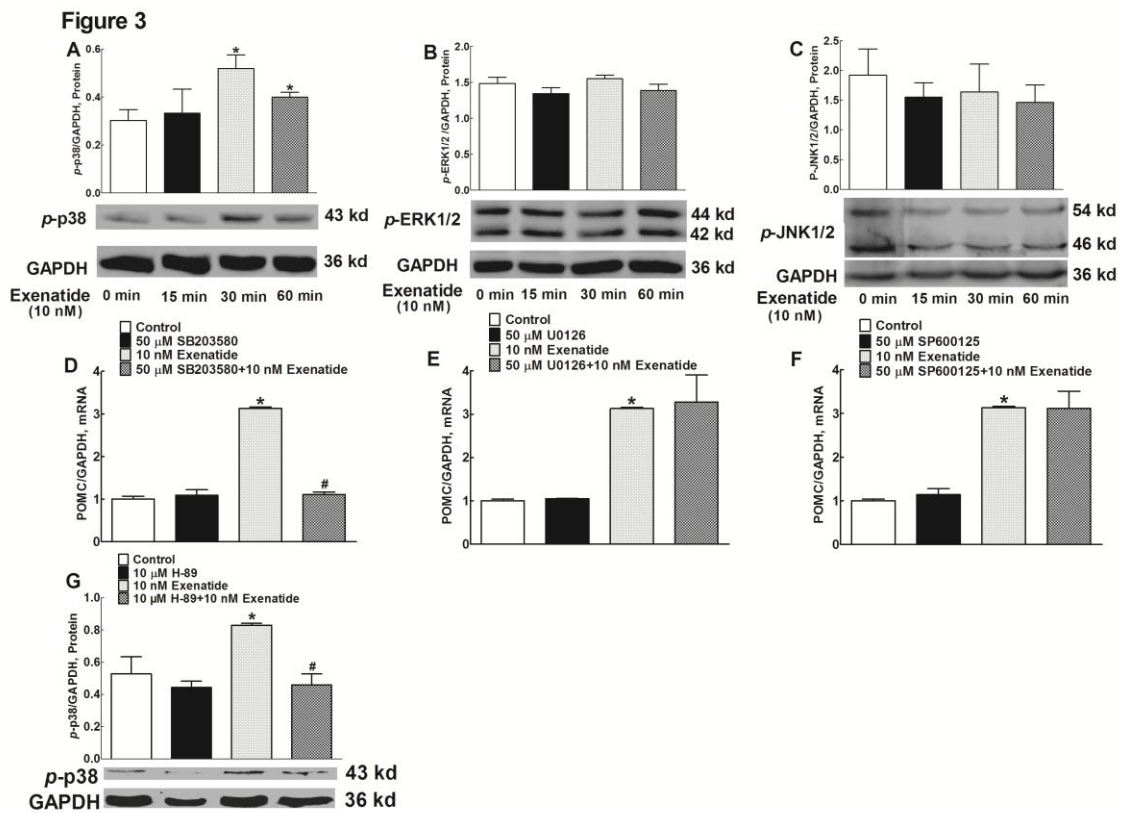 Figure 3
A
p-p38/GAPDH, Protein
0.6
0.4
0.2
0.0
*
*
p-p38
43 kd
GAPDH
36 kd
Exenatide
(10 nM)
0 min 15 min 30 min 60 min
B
p-ERK1/2 /GAPDH, Protein
2.0
1.5
1.0
0.5
0.0
p-ERK1/2
44 kd
42 kd
GAPDH
36 kd
Exenatide
(10 nM)
0 min 15 min 30 min 60 min
C
P-JNK1/2/GAPDH, Protein
2.5
2.0
1.5
1.0
0.5
0.0
p-JNK1/2
54 kd
46 kd
GAPDH
36 kd
Exenatide
(10 nM)
0 min 15 min 30 min 60 min
Control
50 μM SB203580
10 nM Exenatide
50 μM SB203580+10 nM Exenatide
D
POMC/GAPDH, mRNA
4
3
2
1
0
*
#
Control
50 μM U0126
10 nM Exenatide
50 μM U0126+10 nM Exenatide
E
POMC/GAPDH, mRNA
4
3
2
1
0
*
Control
50 μM SP600125
10 nM Exenatide
50 μM SP600125+10 nM Exenatide
F
POMC/GAPDH, mRNA
4
3
2
1
0
*
Control
10 μM H-89
10 nM Exenatide
10 μM H-89+10 nM Exenatide
G
p-p38/GAPDH, Protein
1.0
0.8
0.6
0.4
0.2
0.0
*
#
p-p38
43 kd
GAPDH
36 kd